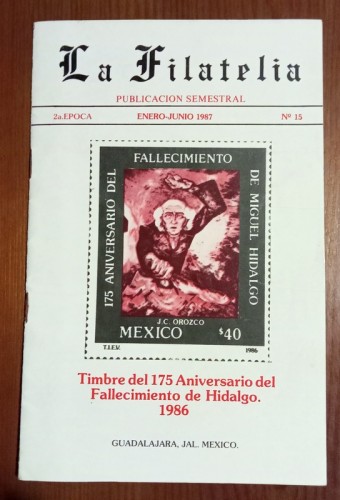 La Filatelia
PUBLICACION SEMESTRAL
2a.EPOCA ENERO-JUNIO 1987 Nº 15
175 ANIVERSARIO DEL
FALLECIMIENTO
DE MIGUEL HIDALGO
J.C. OROZCO
MEXICO $40
T.I.E.V. 1986
Timbre del 175 Aniversario del
Fallecimiento de Hidalgo.
1986
GUADALAJARA, JAL. MEXICO.